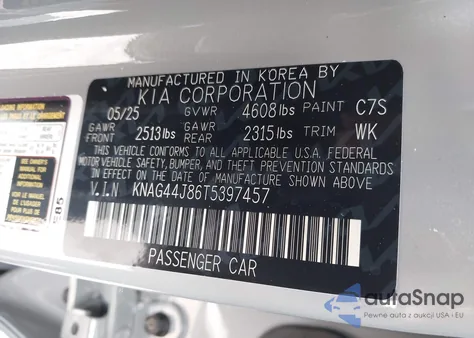 MANUFACTURED IN KOREA BY
KIA CORPORATION
05/25 GVWR 4608 lbs PAINT C7S
GAWR FRONT 2513 lbs GAWR REAR 2315 lbs TRIM WK
THIS VEHICLE CONFORMS TO ALL APPLICABLE U.S.A. FEDERAL
MOTOR VEHICLE SAFETY, BUMPER, AND THEFT PREVENTION STANDARDS
IN EFFECT ON THE DATE OF MANUFACTURE SHOWN ABOVE.
V.I.N KNAG44J86T5397457
PASSENGER CAR
E85
autoSnap
Pewne auta z aukcji USA i EU